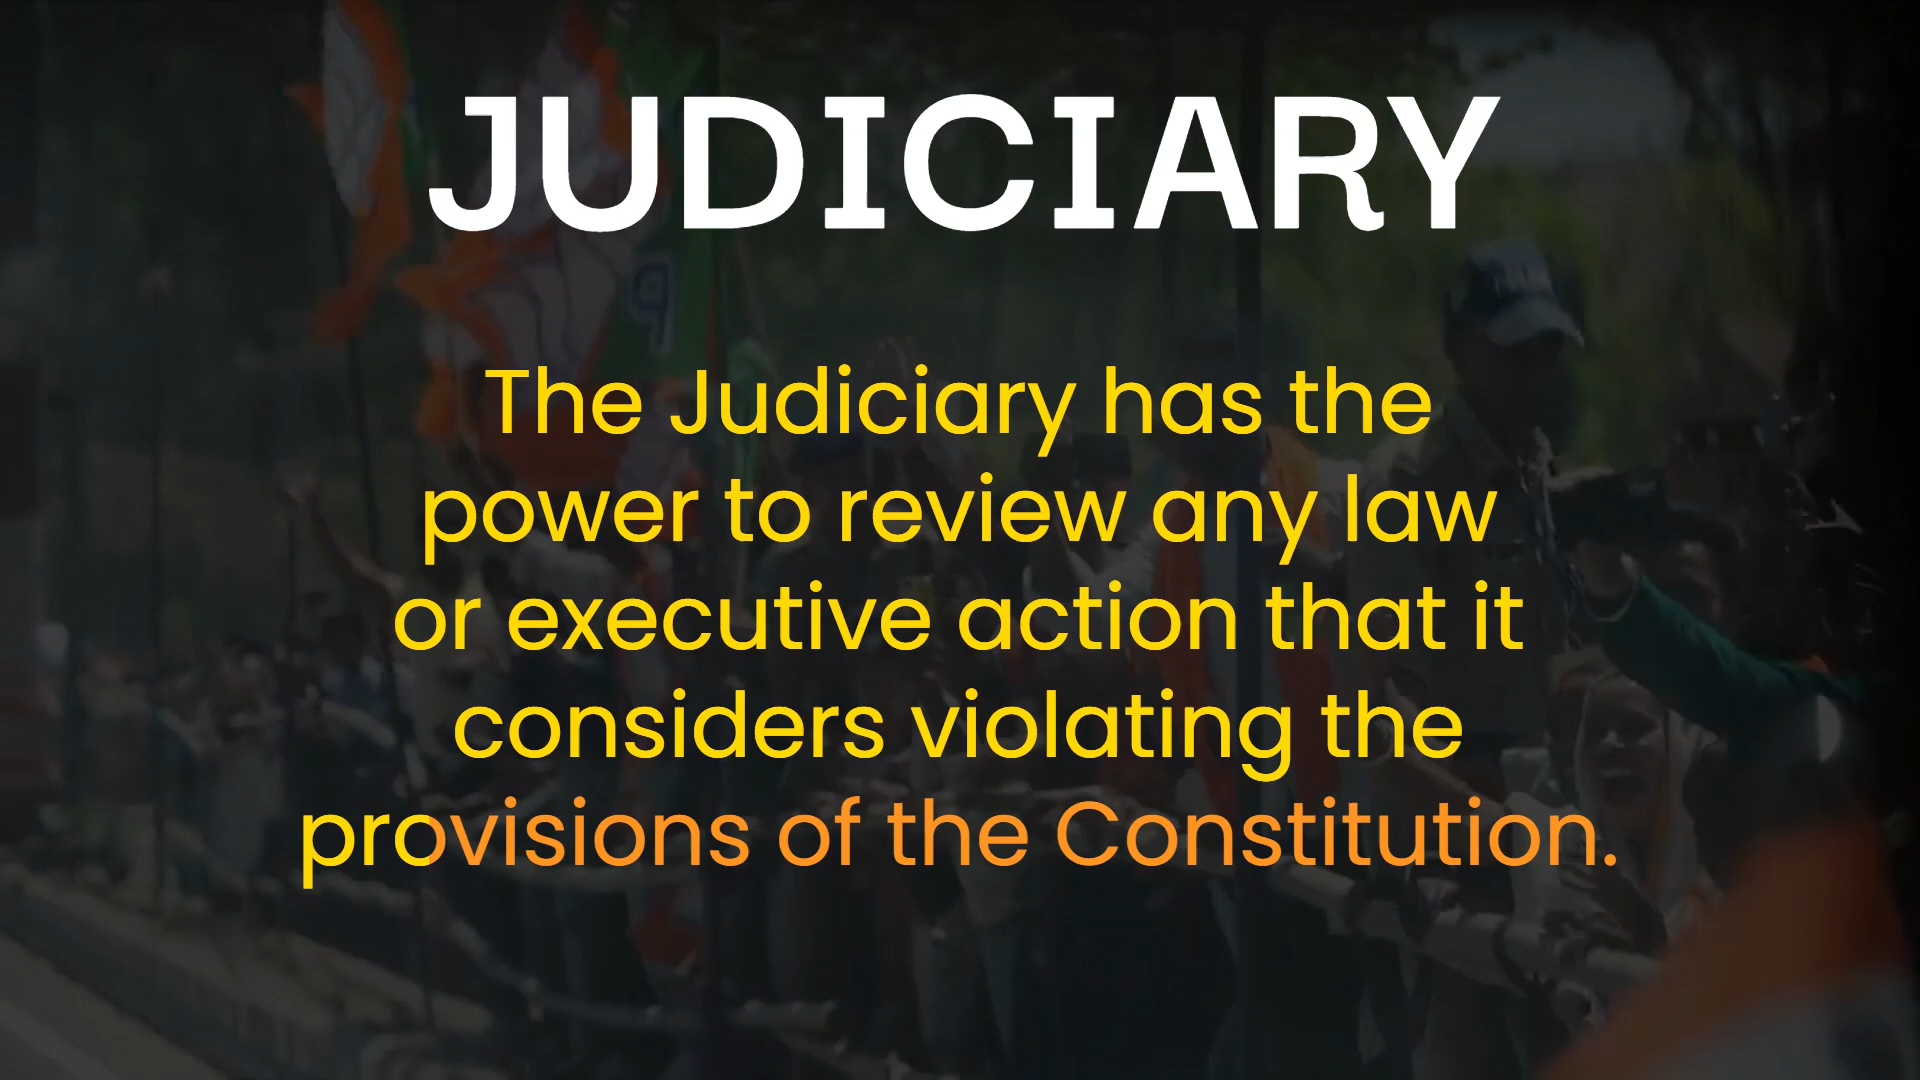 JUDICIARY
The Judiciary has the
power to review any law
or executive action that it
considers violating the
provisions of the Constitution.